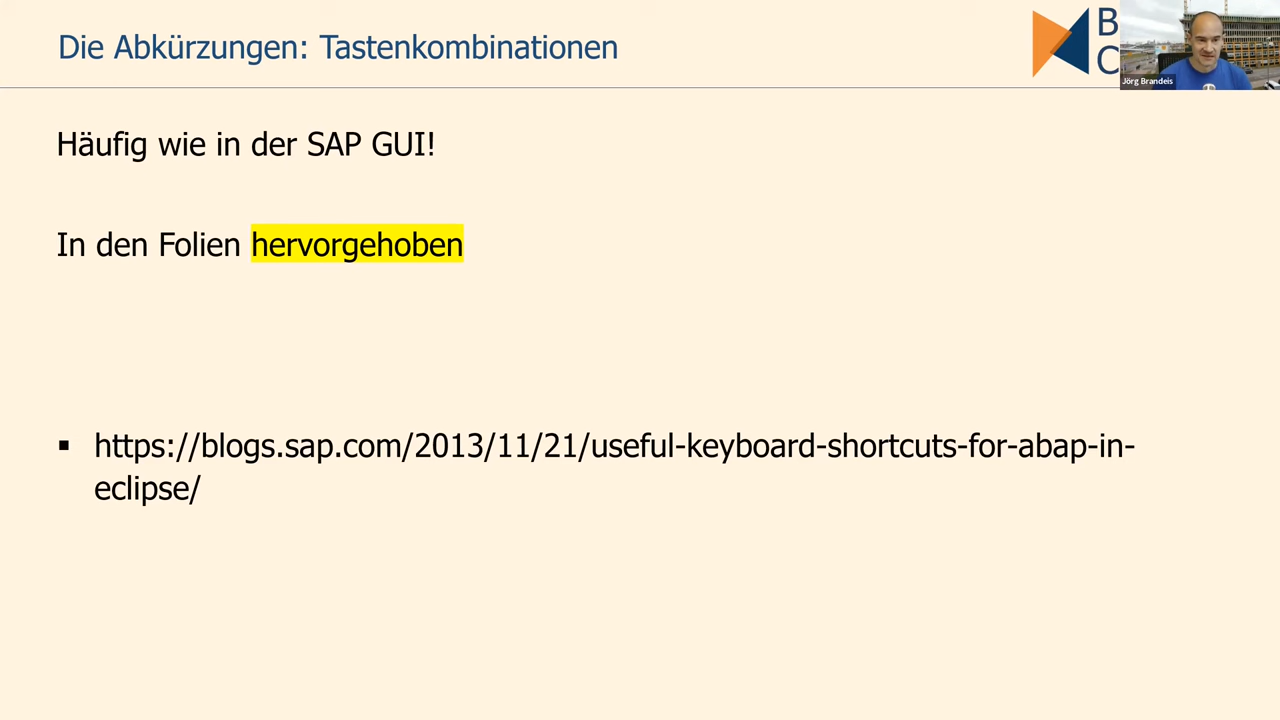 Die Abkürzungen: Tastenkombinationen
B
C
Jörg Brandeis
Häufig wie in der SAP GUI!
In den Folien hervorgehoben
▪ https://blogs.sap.com/2013/11/21/useful-keyboard-shortcuts-for-abap-in-
eclipse/